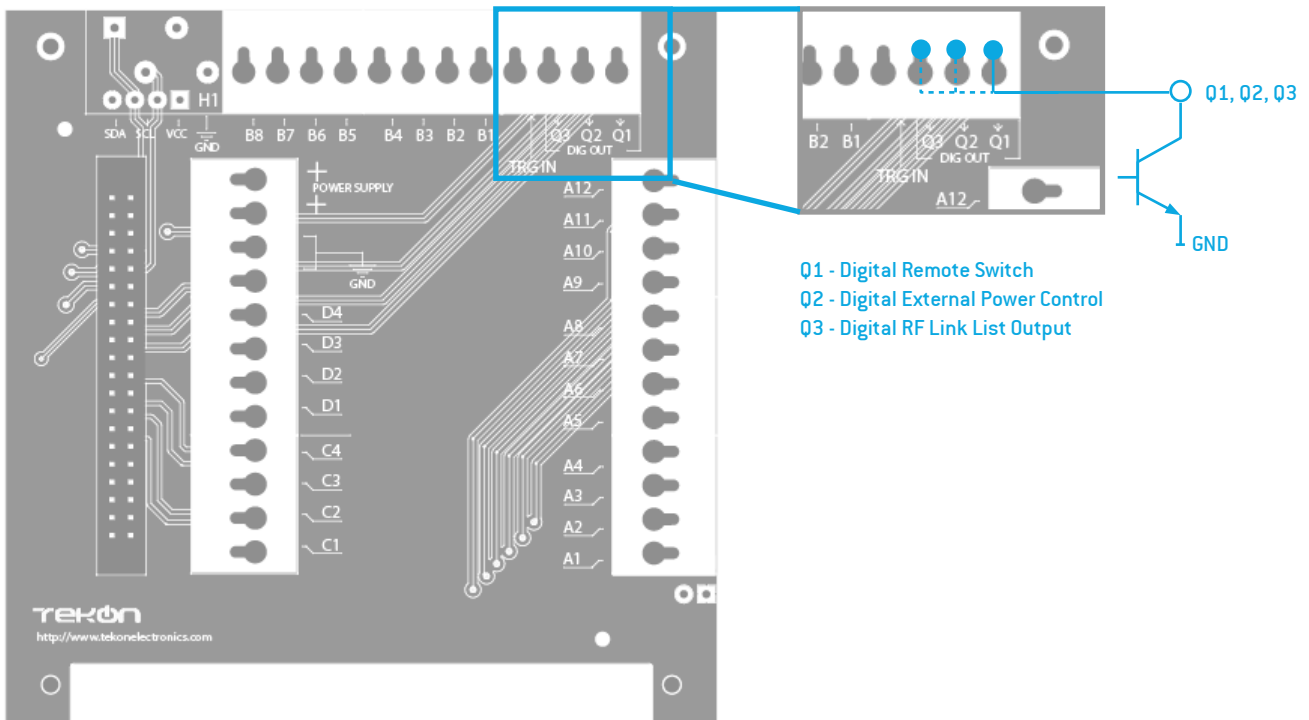 H1
SDA SCL VCC GND B8 B7 B6 B5 B4 B3 B2 B1 Q3 Q2 Q1
DIG OUT
TRG IN
POWER SUPPLY
GND
D4
D3
D2
D1
C4
C3
C2
C1
A12
A11
A10
A9
A8
A7
A6
A5
A4
A3
A2
A1
TEKON
http://www.tekonelectronics.com
B2 B1 Q3 Q2 Q1
DIG OUT
TRG IN
A12
Q1, Q2, Q3
GND
Q1 - Digital Remote Switch
Q2 - Digital External Power Control
Q3 - Digital RF Link List Output